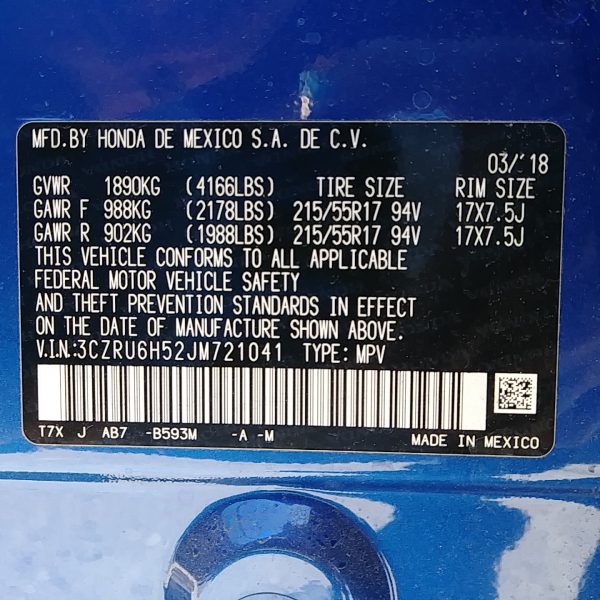 MFD.BY HONDA DE MEXICO S.A. DE C.V.
03/'18
GVWR 1890KG (4166LBS) TIRE SIZE RIM SIZE
GAWR F 988KG (2178LBS) 215/55R17 94V 17X7.5J
GAWR R 902KG (1988LBS) 215/55R17 94V 17X7.5J
THIS VEHICLE CONFORMS TO ALL APPLICABLE
FEDERAL MOTOR VEHICLE SAFETY
AND THEFT PREVENTION STANDARDS IN EFFECT
ON THE DATE OF MANUFACTURE SHOWN ABOVE.
V.I.N:3CZRU6H52JM721041 TYPE: MPV
T7X J AB7 -B593M -A -M
MADE IN MEXICO